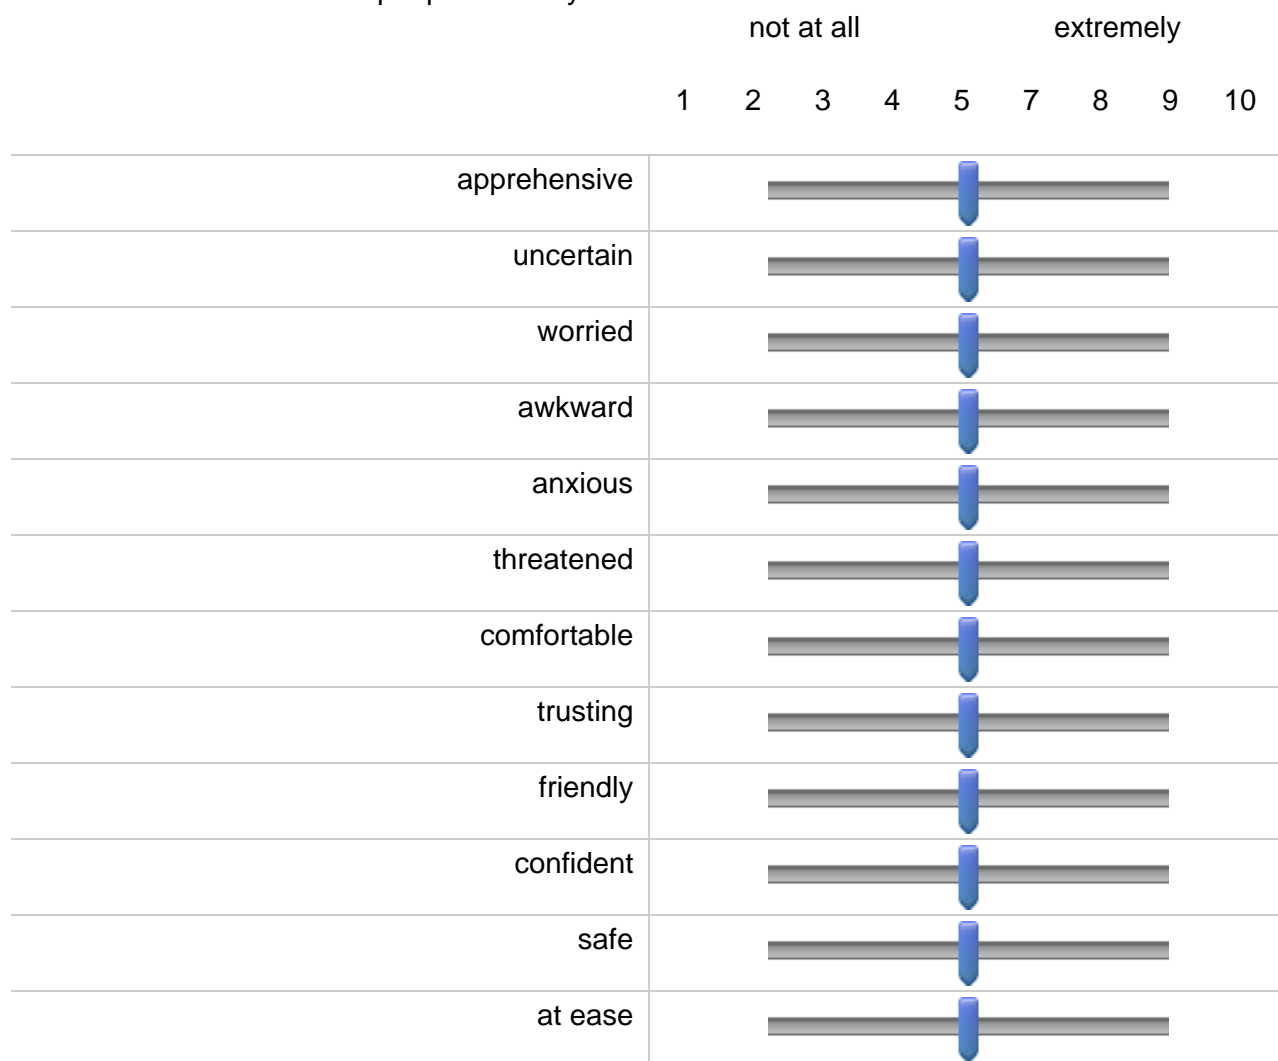 not at all extremely
1 2 3 4 5 7 8 9 10
apprehensive
uncertain
worried
awkward
anxious
threatened
comfortable
trusting
friendly
confident
safe
at ease